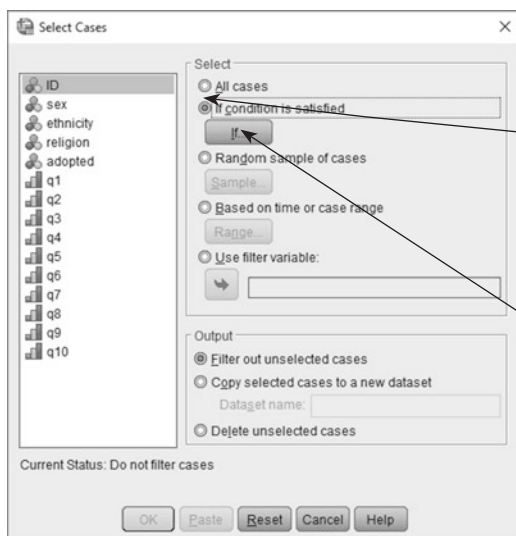 Select Cases
ID
sex
ethnicity
religion
adopted
q1
q2
q3
q4
q5
q6
q7
q8
q9
q10
Select
All cases
If condition is satisfied
If...
Random sample of cases
Sample...
Based on time or case range
Range...
Use filter variable:
Output
Filter out unselected cases
Copy selected cases to a new dataset
Dataset name:
Delete unselected cases
Current Status: Do not filter cases
OK Paste Reset Cancel Help